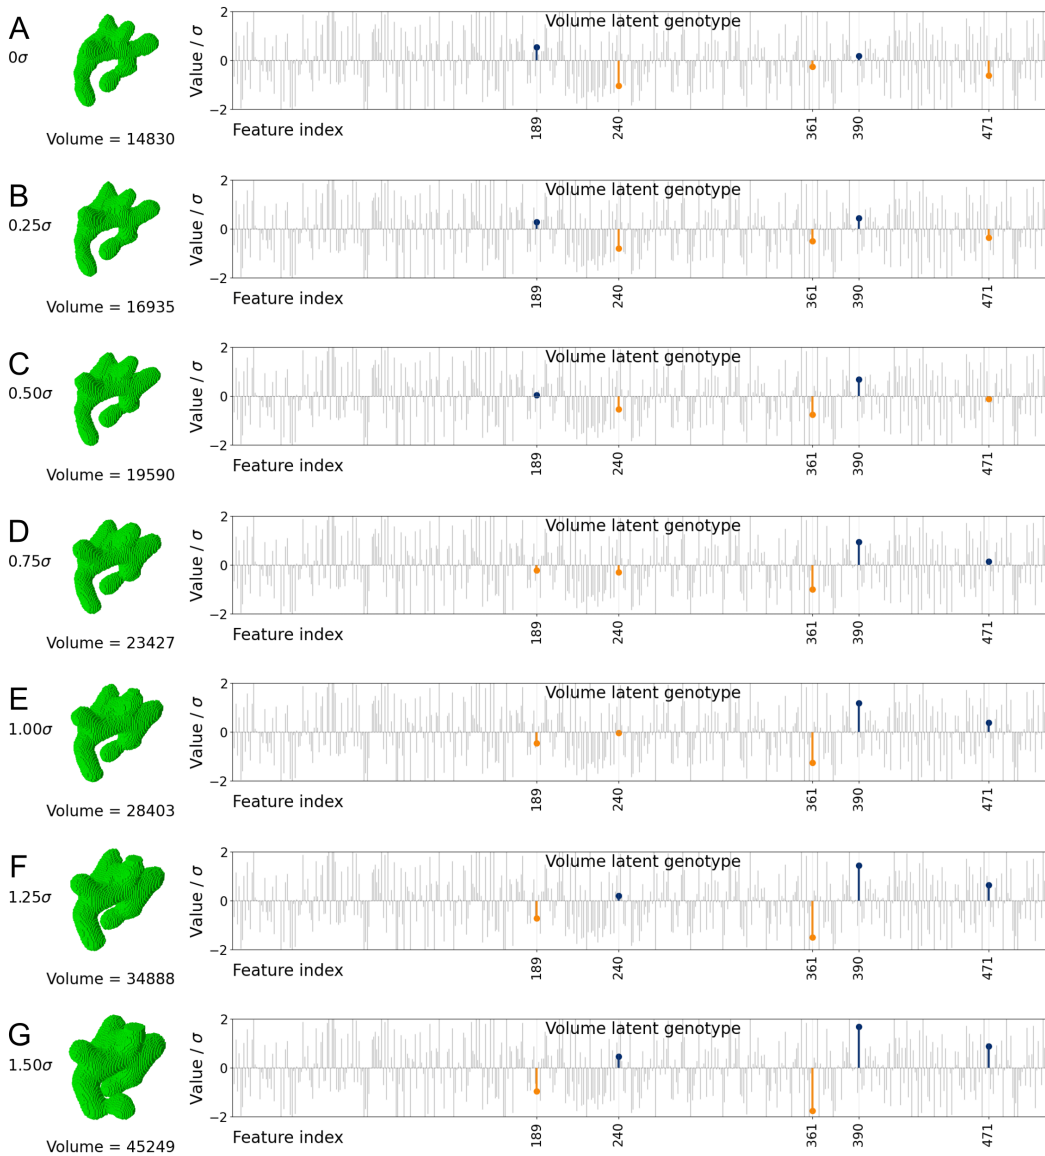 A
0σ
Volume = 14830
Volume latent genotype
Value / σ
2
0
−2
Feature index
189
240
361
390
471
B
0.25σ
Volume = 16935
Volume latent genotype
Value / σ
2
0
−2
Feature index
189
240
361
390
471
C
0.50σ
Volume = 19590
Volume latent genotype
Value / σ
2
0
−2
Feature index
189
240
361
390
471
D
0.75σ
Volume = 23427
Volume latent genotype
Value / σ
2
0
−2
Feature index
189
240
361
390
471
E
1.00σ
Volume = 28403
Volume latent genotype
Value / σ
2
0
−2
Feature index
189
240
361
390
471
F
1.25σ
Volume = 34888
Volume latent genotype
Value / σ
2
0
−2
Feature index
189
240
361
390
471
G
1.50σ
Volume = 45249
Volume latent genotype
Value / σ
2
0
−2
Feature index
189
240
361
390
471